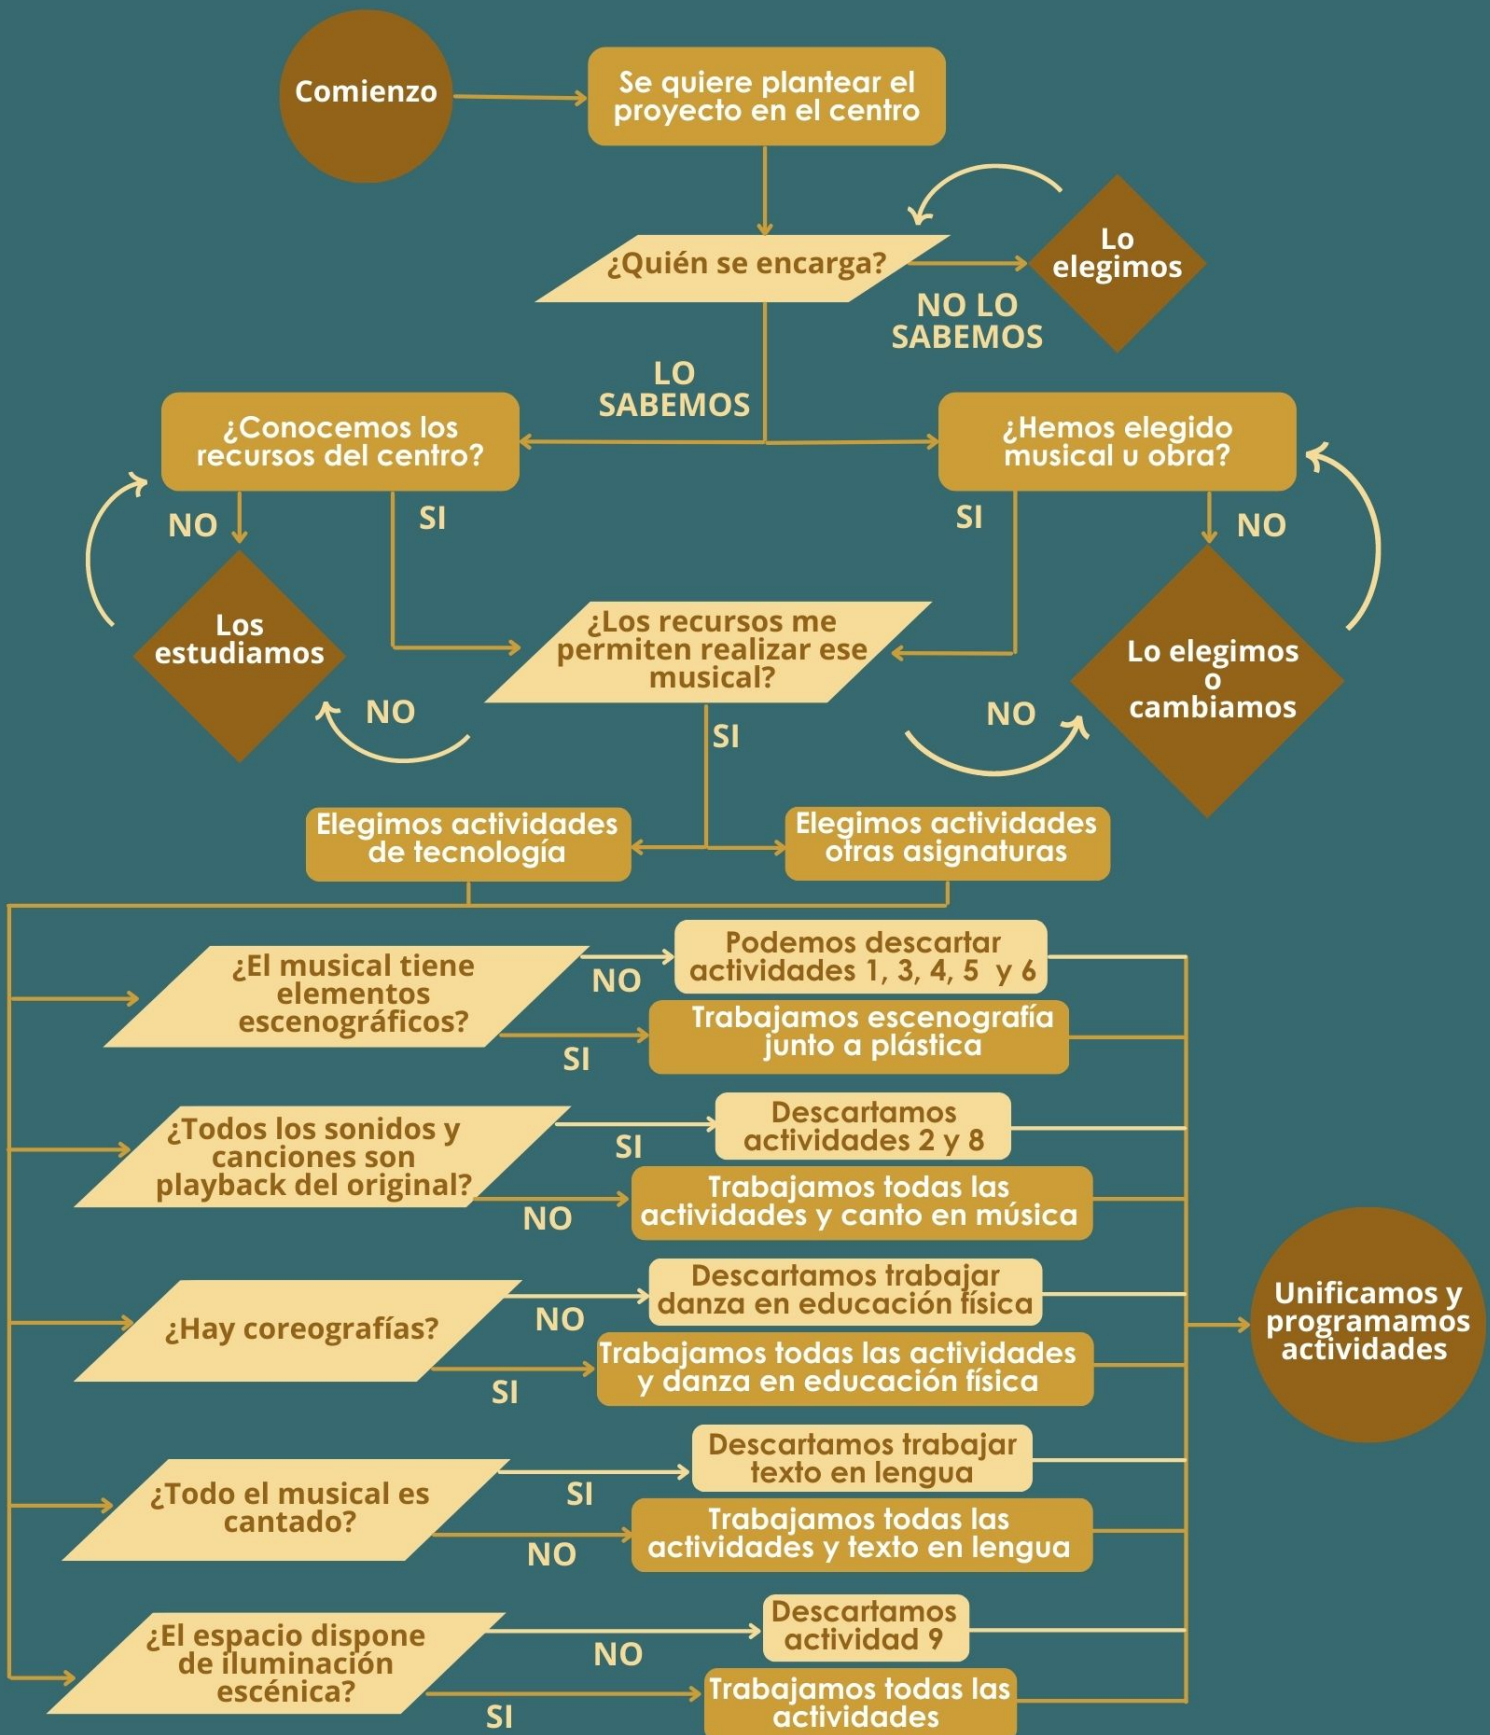 Comienzo
Se quiere plantear el
proyecto en el centro
¿Quién se encarga?
Lo
elegimos
NO LO
SABEMOS
LO
SABEMOS
¿Conocemos los
recursos del centro?
¿Hemos elegido
musical u obra?
NO
SI
SI
NO
Los
estudiamos
¿Los recursos me
permiten realizar ese
musical?
Lo elegimos
o
cambiamos
NO
SI
NO
Elegimos actividades
de tecnología
Elegimos actividades
otras asignaturas
¿El musical tiene
elementos
escenográficos?
NO
Podemos descartar
actividades 1, 3, 4, 5 y 6
SI
Trabajamos escenografía
junto a plástica
¿Todos los sonidos y
canciones son
playback del original?
SI
Descartamos
actividades 2 y 8
NO
Trabajamos todas las
actividades y canto en música
¿Hay coreografías?
NO
Descartamos trabajar
danza en educación física
SI
Trabajamos todas las actividades
y danza en educación física
¿Todo el musical es
cantado?
SI
Descartamos trabajar
texto en lengua
NO
Trabajamos todas las
actividades y texto en lengua
¿El espacio dispone
de iluminación
escénica?
NO
Descartamos
actividad 9
SI
Trabajamos todas las
actividades
Unificamos y
programamos
actividades